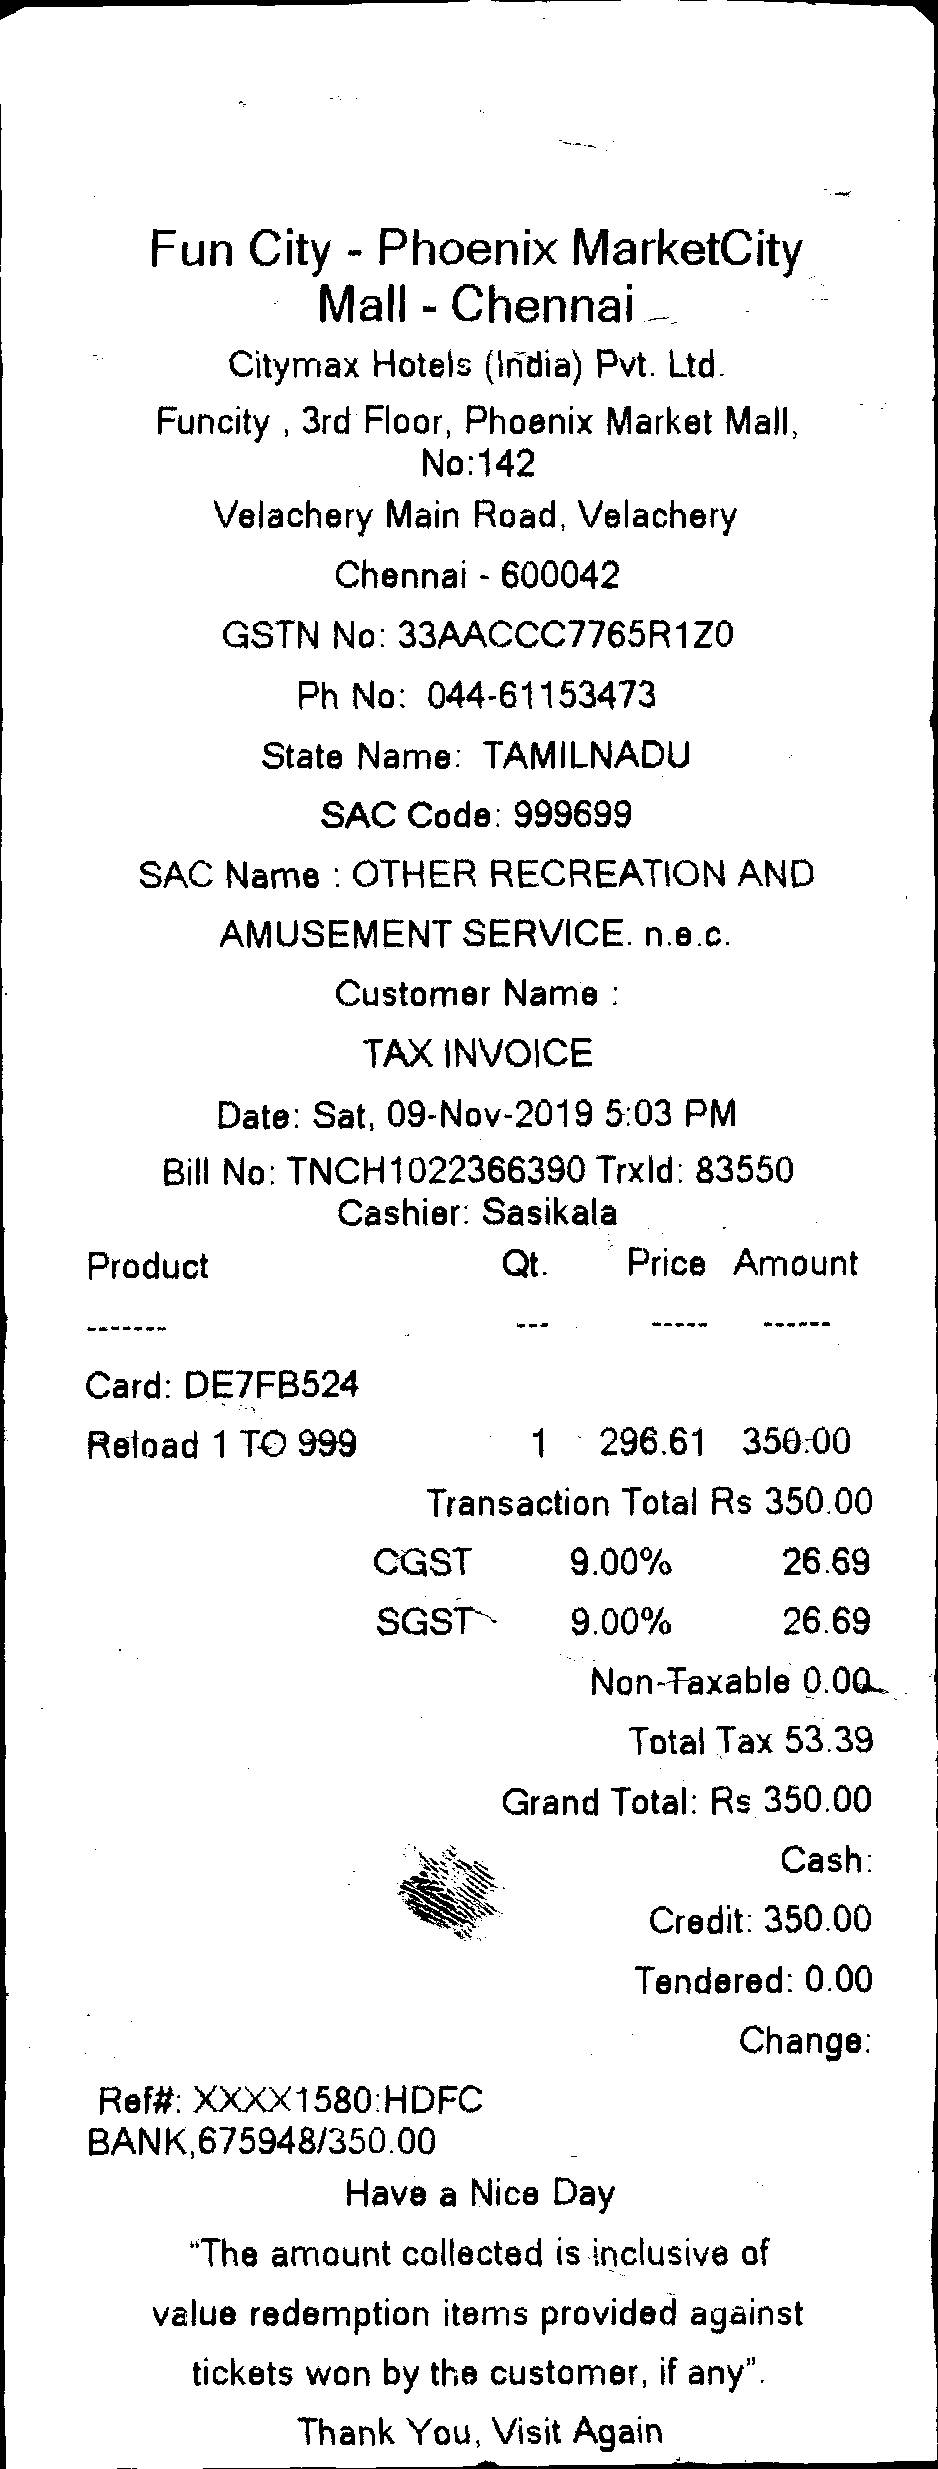 Fun City - Phoenix MarketCity
Mall - Chennai
Citymax Hotels (India) Pvt. Ltd.
Funcity , 3rd Floor, Phoenix Market Mall,
No:142
Velachery Main Road, Velachery
Chennai - 600042
GSTN No: 33AACCC7765R1Z0
Ph No: 044-61153473
State Name: TAMILNADU
SAC Code: 999699
SAC Name : OTHER RECREATION AND
AMUSEMENT SERVICE. n.e.c.
Customer Name :
TAX INVOICE
Date: Sat, 09-Nov-2019 5:03 PM
Bill No: TNCH1022366390 TrxId: 83550
Cashier: Sasikala
Product Qt. Price Amount
------- --- ----- ------
Card: DE7FB524
Reload 1 TO 999 1 296.61 350.00
Transaction Total Rs 350.00
CGST 9.00% 26.69
SGST 9.00% 26.69
Non-Taxable 0.00
Total Tax 53.39
Grand Total: Rs 350.00
Cash:
Credit: 350.00
Tendered: 0.00
Change:
Ref#: XXXX1580:HDFC
BANK,675948/350.00
Have a Nice Day
"The amount collected is inclusive of
value redemption items provided against
tickets won by the customer, if any".
Thank You, Visit Again